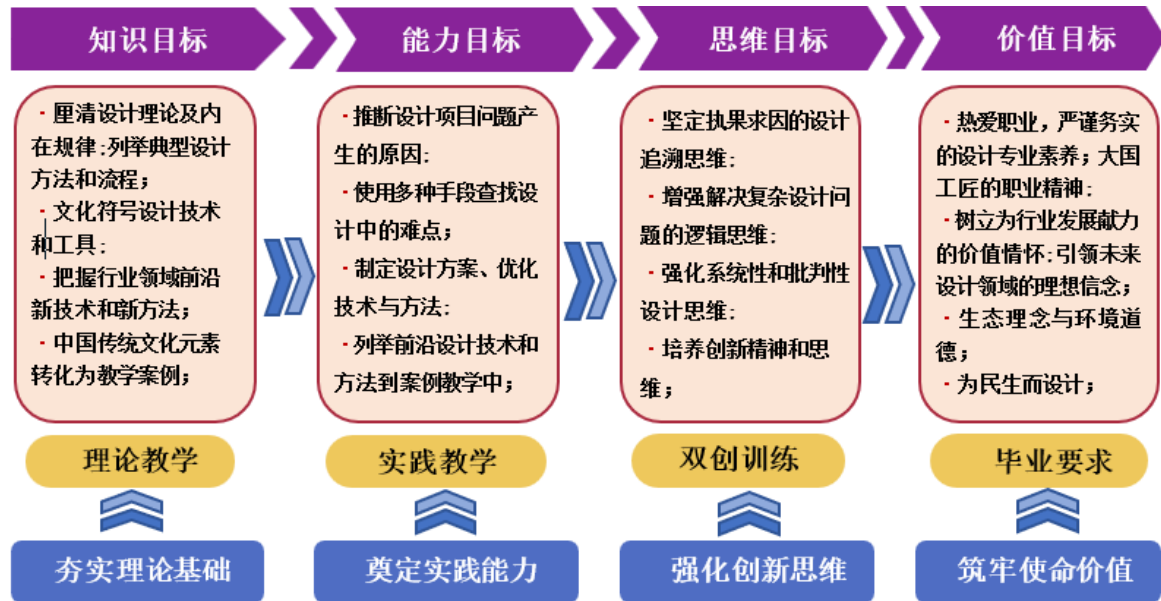 知识目标
能力目标
思维目标
价值目标
·厘清设计理论及内
在规律:列举典型设计
方法和流程；
·文化符号设计技术
和工具:
·把握行业领域前沿
新技术和新方法；
·中国传统文化元素
转化为教学案例；
·推断设计项目问题产
生的原因:
·使用多种手段查找设
计中的难点；
·制定设计方案、优化
技术与方法:
·列举前沿设计技术和
方法到案例教学中；
·坚定执果求因的设计
追溯思维:
·增强解决复杂设计问
题的逻辑思维:
·强化系统性和批判性
设计思维:
·培养创新精神和思
维；
·热爱职业，严谨务实
的设计专业素养；大国
工匠的职业精神:
·树立为行业发展献力
的价值情怀:引领未来
设计领域的理想信念；
·生态理念与环境道
德；
·为民生而设计；
理论教学
实践教学
双创训练
毕业要求
夯实理论基础
奠定实践能力
强化创新思维
筑牢使命价值